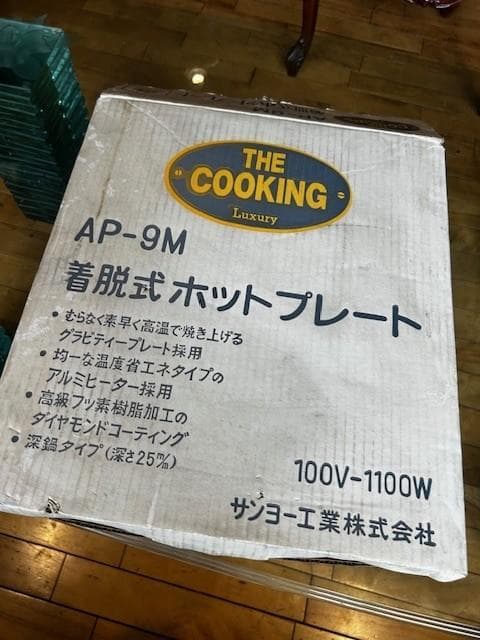 THE
COOKING
Luxury
AP-9M
着脱式ホットプレート
• むらなく素早く高温で焼き上げる
グラビティープレート採用
• 均一な温度省エネタイプの
アルミヒーター採用
• 高級フッ素樹脂加工の
ダイヤモンドコーティング
• 深鍋タイプ(深さ25m/m)
100V-1100W
サンヨー工業株式会社